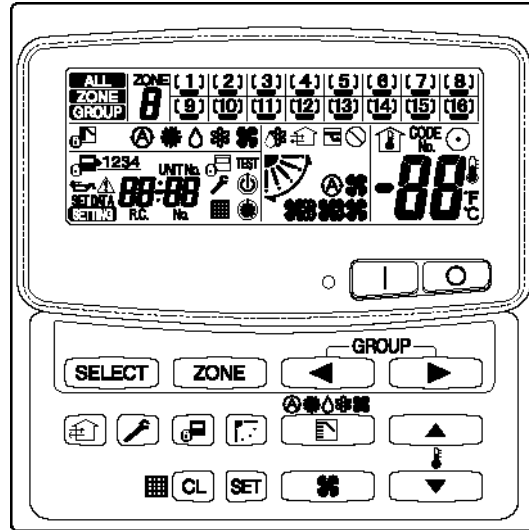 ALL ZONE (1) (2) (3) (4) (5) (6) (7) (8)
ZONE 8 (9) (10) (11) (12) (13) (14) (15) (16)
GROUP
A CODE No.
1234 UNIT No. TEST
SET DATA 88:88 A -88 °F
SETTING R.C. No. °C
GROUP
SELECT ZONE
A
CL SET